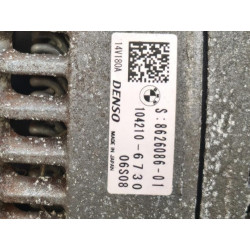 S: 8626086-01
104210-6730
06S08
DENSO
MADE IN JAPAN
14V180A